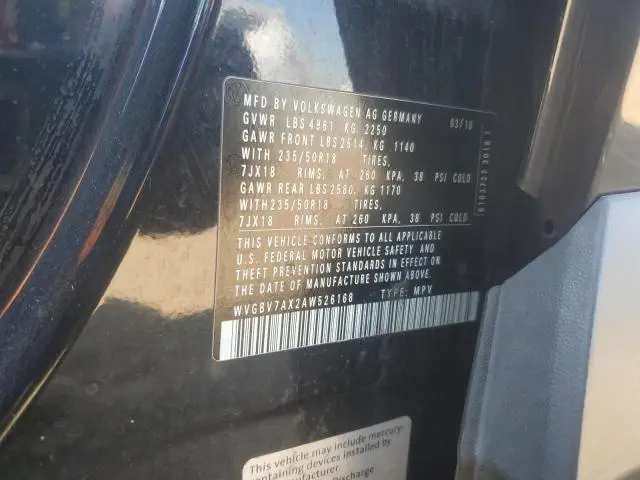 MFD BY VOLKSWAGEN AG GERMANY
GVWR LBS 4961 KG 2250 03/10
GAWR FRONT LBS 2514, KG 1140
WITH 235/50R18 TIRES,
7JX18 RIMS, AT 260 KPA, 38 PSI COLD
GAWR REAR LBS 2580, KG 1170
WITH 235/50R18 TIRES,
7JX18 RIMS, AT 260 KPA, 38 PSI COLD
THIS VEHICLE CONFORMS TO ALL APPLICABLE
U.S. FEDERAL MOTOR VEHICLE SAFETY AND
THEFT PREVENTION STANDARDS IN EFFECT ON
THE DATE OF MANUFACTURE SHOWN ABOVE.
WVGBV7AX2AW526168 TYPE: MPV
This vehicle may include mercury-
containing devices installed by
manufacturer.
Discharge